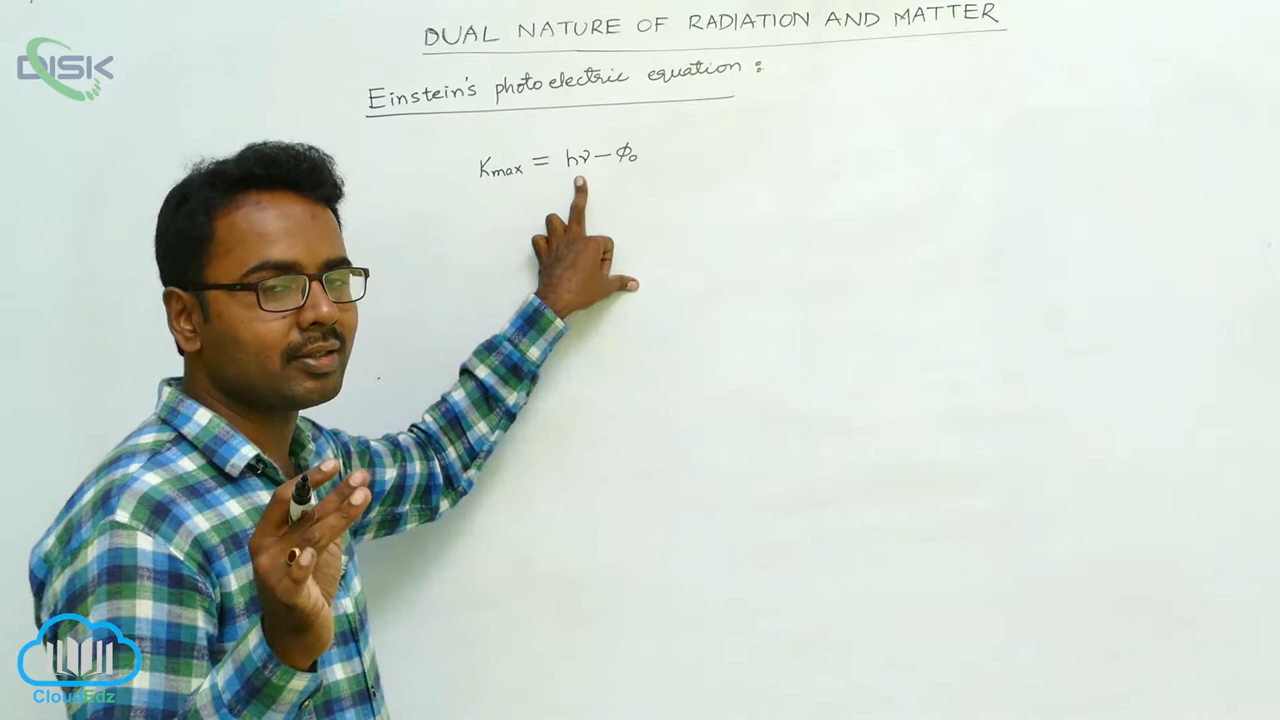 DUAL NATURE OF RADIATION AND MATTER
DISK
Einstein's photoelectric equation :
Kmax = hν − ϕ₀
CloudEdz